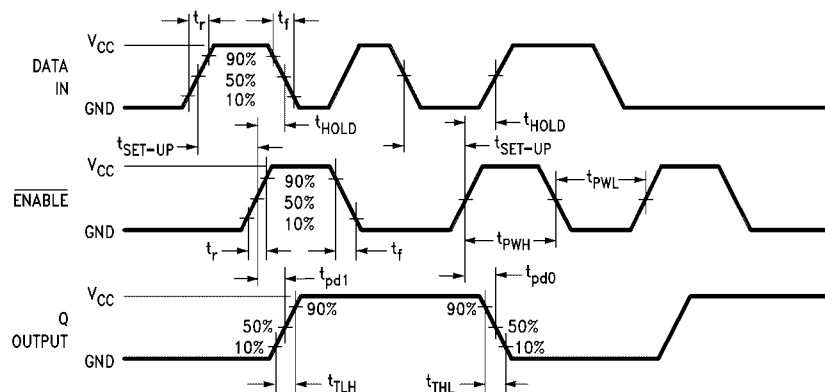 t_r
t_f
V_CC
DATA
IN
90%
50%
10%
GND
t_HOLD
t_HOLD
t_SET-UP
t_SET-UP
V_CC
ENABLE
90%
50%
10%
t_PWL
GND
t_PWH
t_r
t_f
t_pd1
t_pd0
V_CC
Q
OUTPUT
90%
90%
50%
50%
10%
10%
GND
t_TLH
t_THL